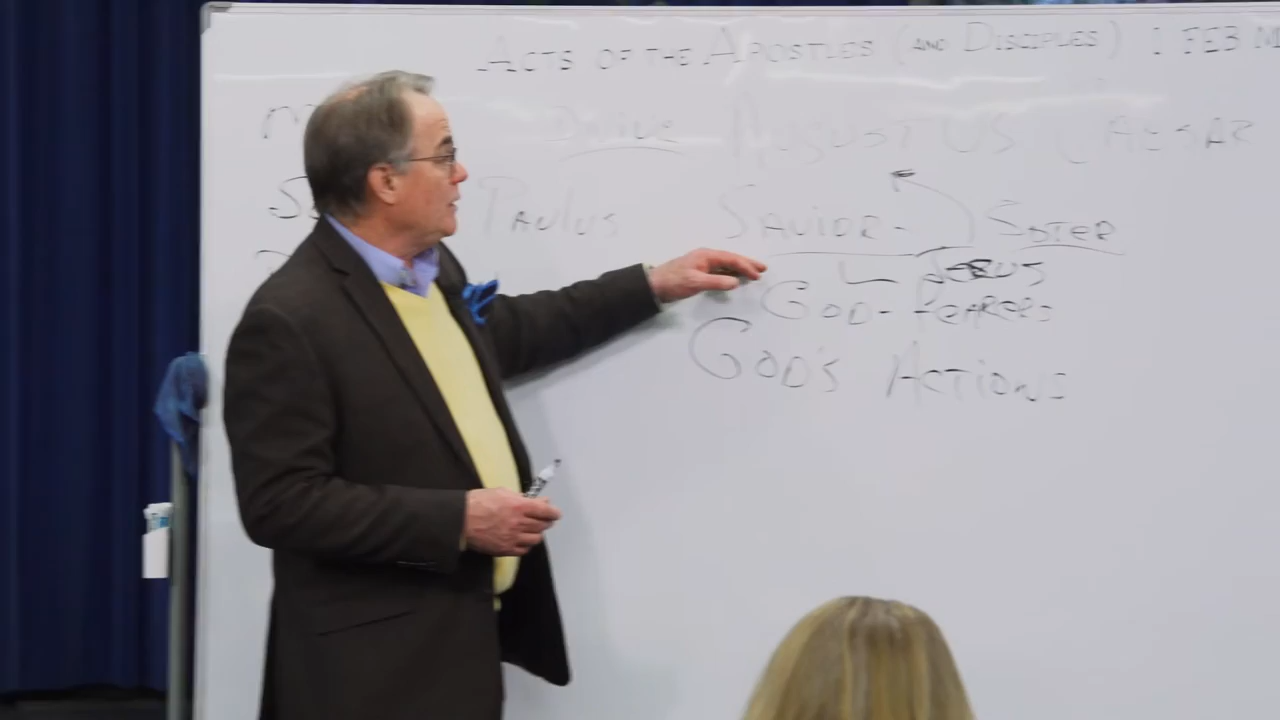 ACTS OF THE APOSTLES (AND DISCIPLES) 1 FEB
DIVINE AUGUSTUS CAESAR
PAULUS SAVIOR - SOTER
JESUS
GOD-FEARERS
GOD'S ACTIONS